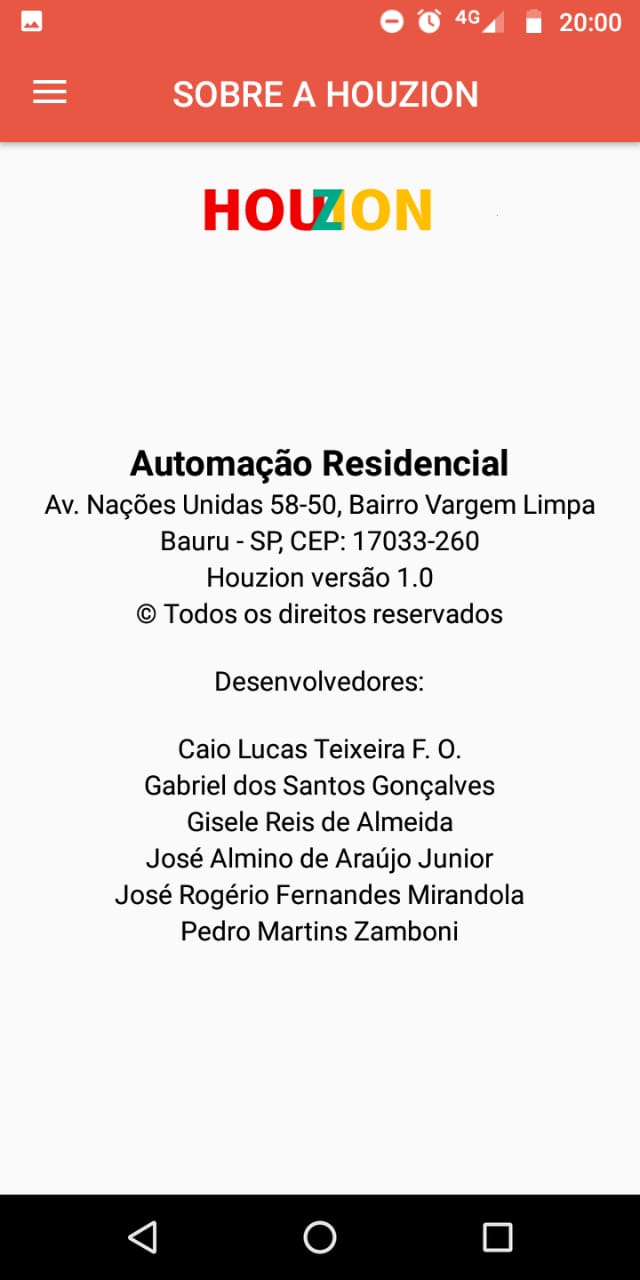 4G 20:00
SOBRE A HOUZION
HOUZION
Automação Residencial
Av. Nações Unidas 58-50, Bairro Vargem Limpa
Bauru - SP, CEP: 17033-260
Houzion versão 1.0
© Todos os direitos reservados
Desenvolvedores:
Caio Lucas Teixeira F. O.
Gabriel dos Santos Gonçalves
Gisele Reis de Almeida
José Almino de Araújo Junior
José Rogério Fernandes Mirandola
Pedro Martins Zamboni